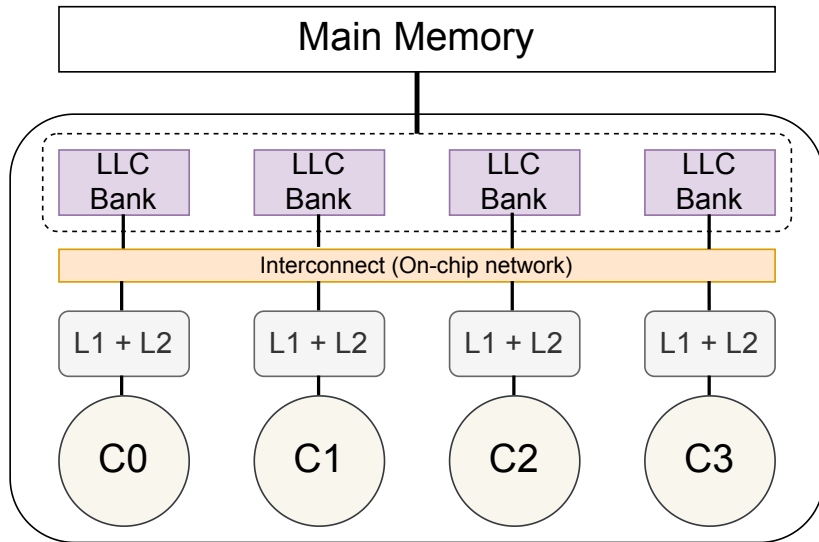 Main Memory
LLC
Bank
LLC
Bank
LLC
Bank
LLC
Bank
Interconnect (On-chip network)
L1 + L2
L1 + L2
L1 + L2
L1 + L2
C0
C1
C2
C3